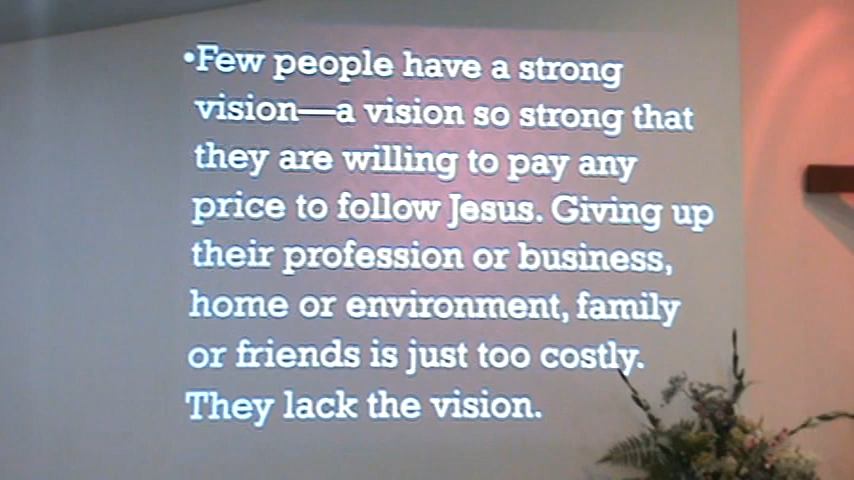 •Few people have a strong
vision—a vision so strong that
they are willing to pay any
price to follow Jesus. Giving up
their profession or business,
home or environment, family
or friends is just too costly.
They lack the vision.